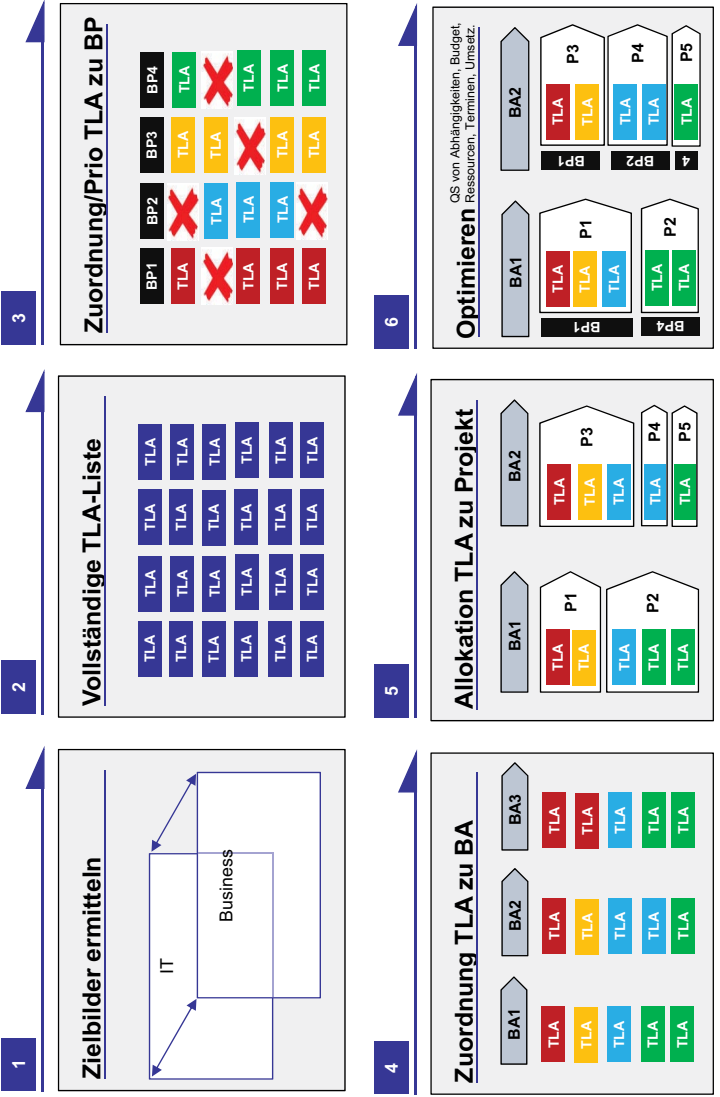 1
Zielbilder ermitteln
IT
Business
2
Vollständige TLA-Liste
TLA TLA TLA TLA
TLA TLA TLA TLA
TLA TLA TLA TLA
TLA TLA TLA TLA
TLA TLA TLA TLA
TLA TLA TLA TLA
3
Zuordnung/Prio TLA zu BP
BP1 BP2 BP3 BP4
TLA TLA TLA
TLA TLA
TLA TLA TLA
TLA TLA TLA TLA
TLA TLA TLA
4
Zuordnung TLA zu BA
BA1 BA2 BA3
TLA TLA TLA
TLA TLA TLA
TLA TLA TLA
TLA TLA TLA
TLA TLA TLA
5
Allokation TLA zu Projekt
BA1
TLA
TLA
P1
TLA
TLA
TLA
P2
BA2
TLA
TLA
TLA
P3
TLA
P4
TLA
P5
6
Optimieren
QS von Abhängigkeiten, Budget,
Ressourcen, Terminen, Umsetz.
BA1
BP1
TLA
TLA
TLA
P1
BP4
TLA
TLA
P2
BA2
BP1
TLA
TLA
P3
BP2
TLA
TLA
P4
4
TLA
P5